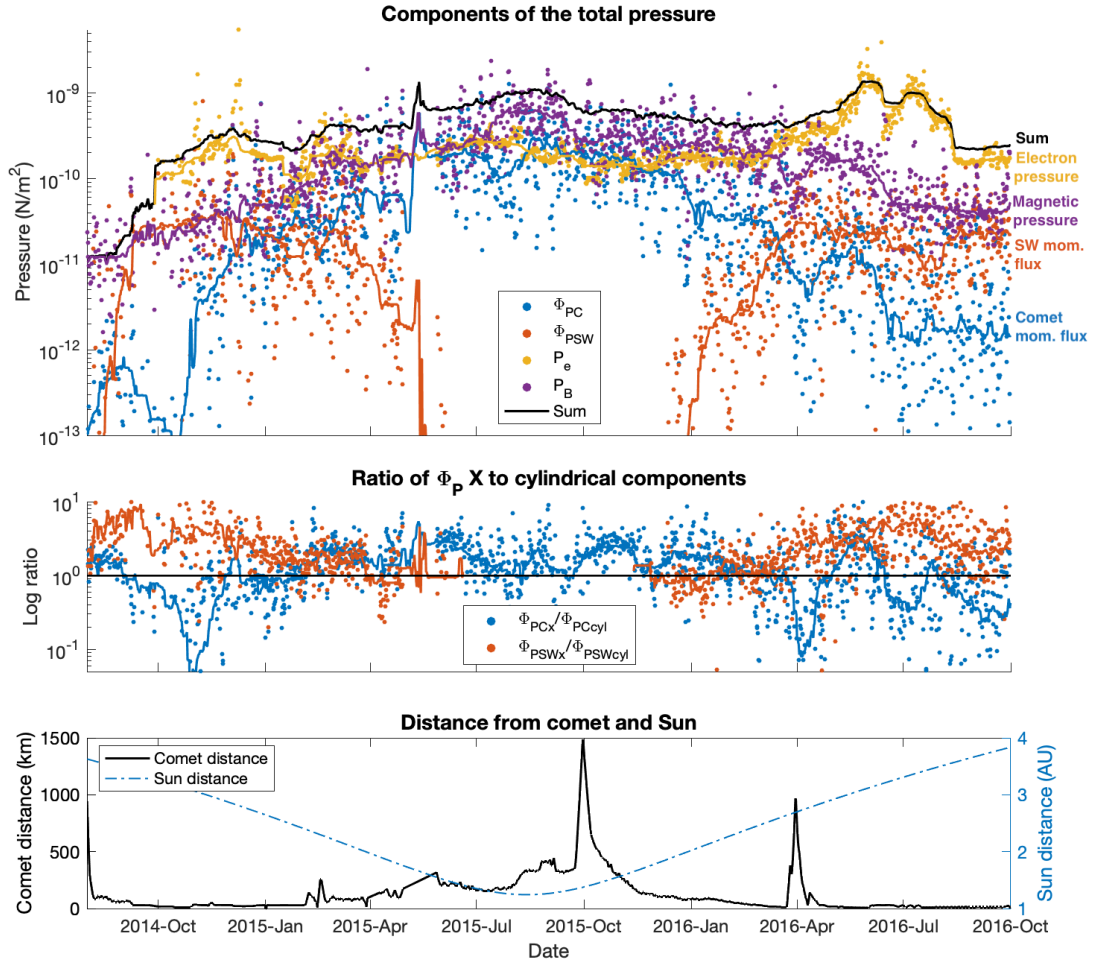 Components of the total pressure
Pressure (N/m²)
10⁻⁹
10⁻¹⁰
10⁻¹¹
10⁻¹²
10⁻¹³
Sum
Electron
pressure
Magnetic
pressure
SW mom.
flux
Comet
mom. flux
Φ_PC
Φ_PSW
P_e
P_B
Sum
Ratio of Φ_P X to cylindrical components
Log ratio
10¹
10⁰
10⁻¹
Φ_PCx/Φ_PCcyl
Φ_PSWx/Φ_PSWcyl
Distance from comet and Sun
Comet distance (km)
1500
1000
500
0
Comet distance
Sun distance
4
3
2
1
Sun distance (AU)
2014-Oct 2015-Jan 2015-Apr 2015-Jul 2015-Oct 2016-Jan 2016-Apr 2016-Jul 2016-Oct
Date